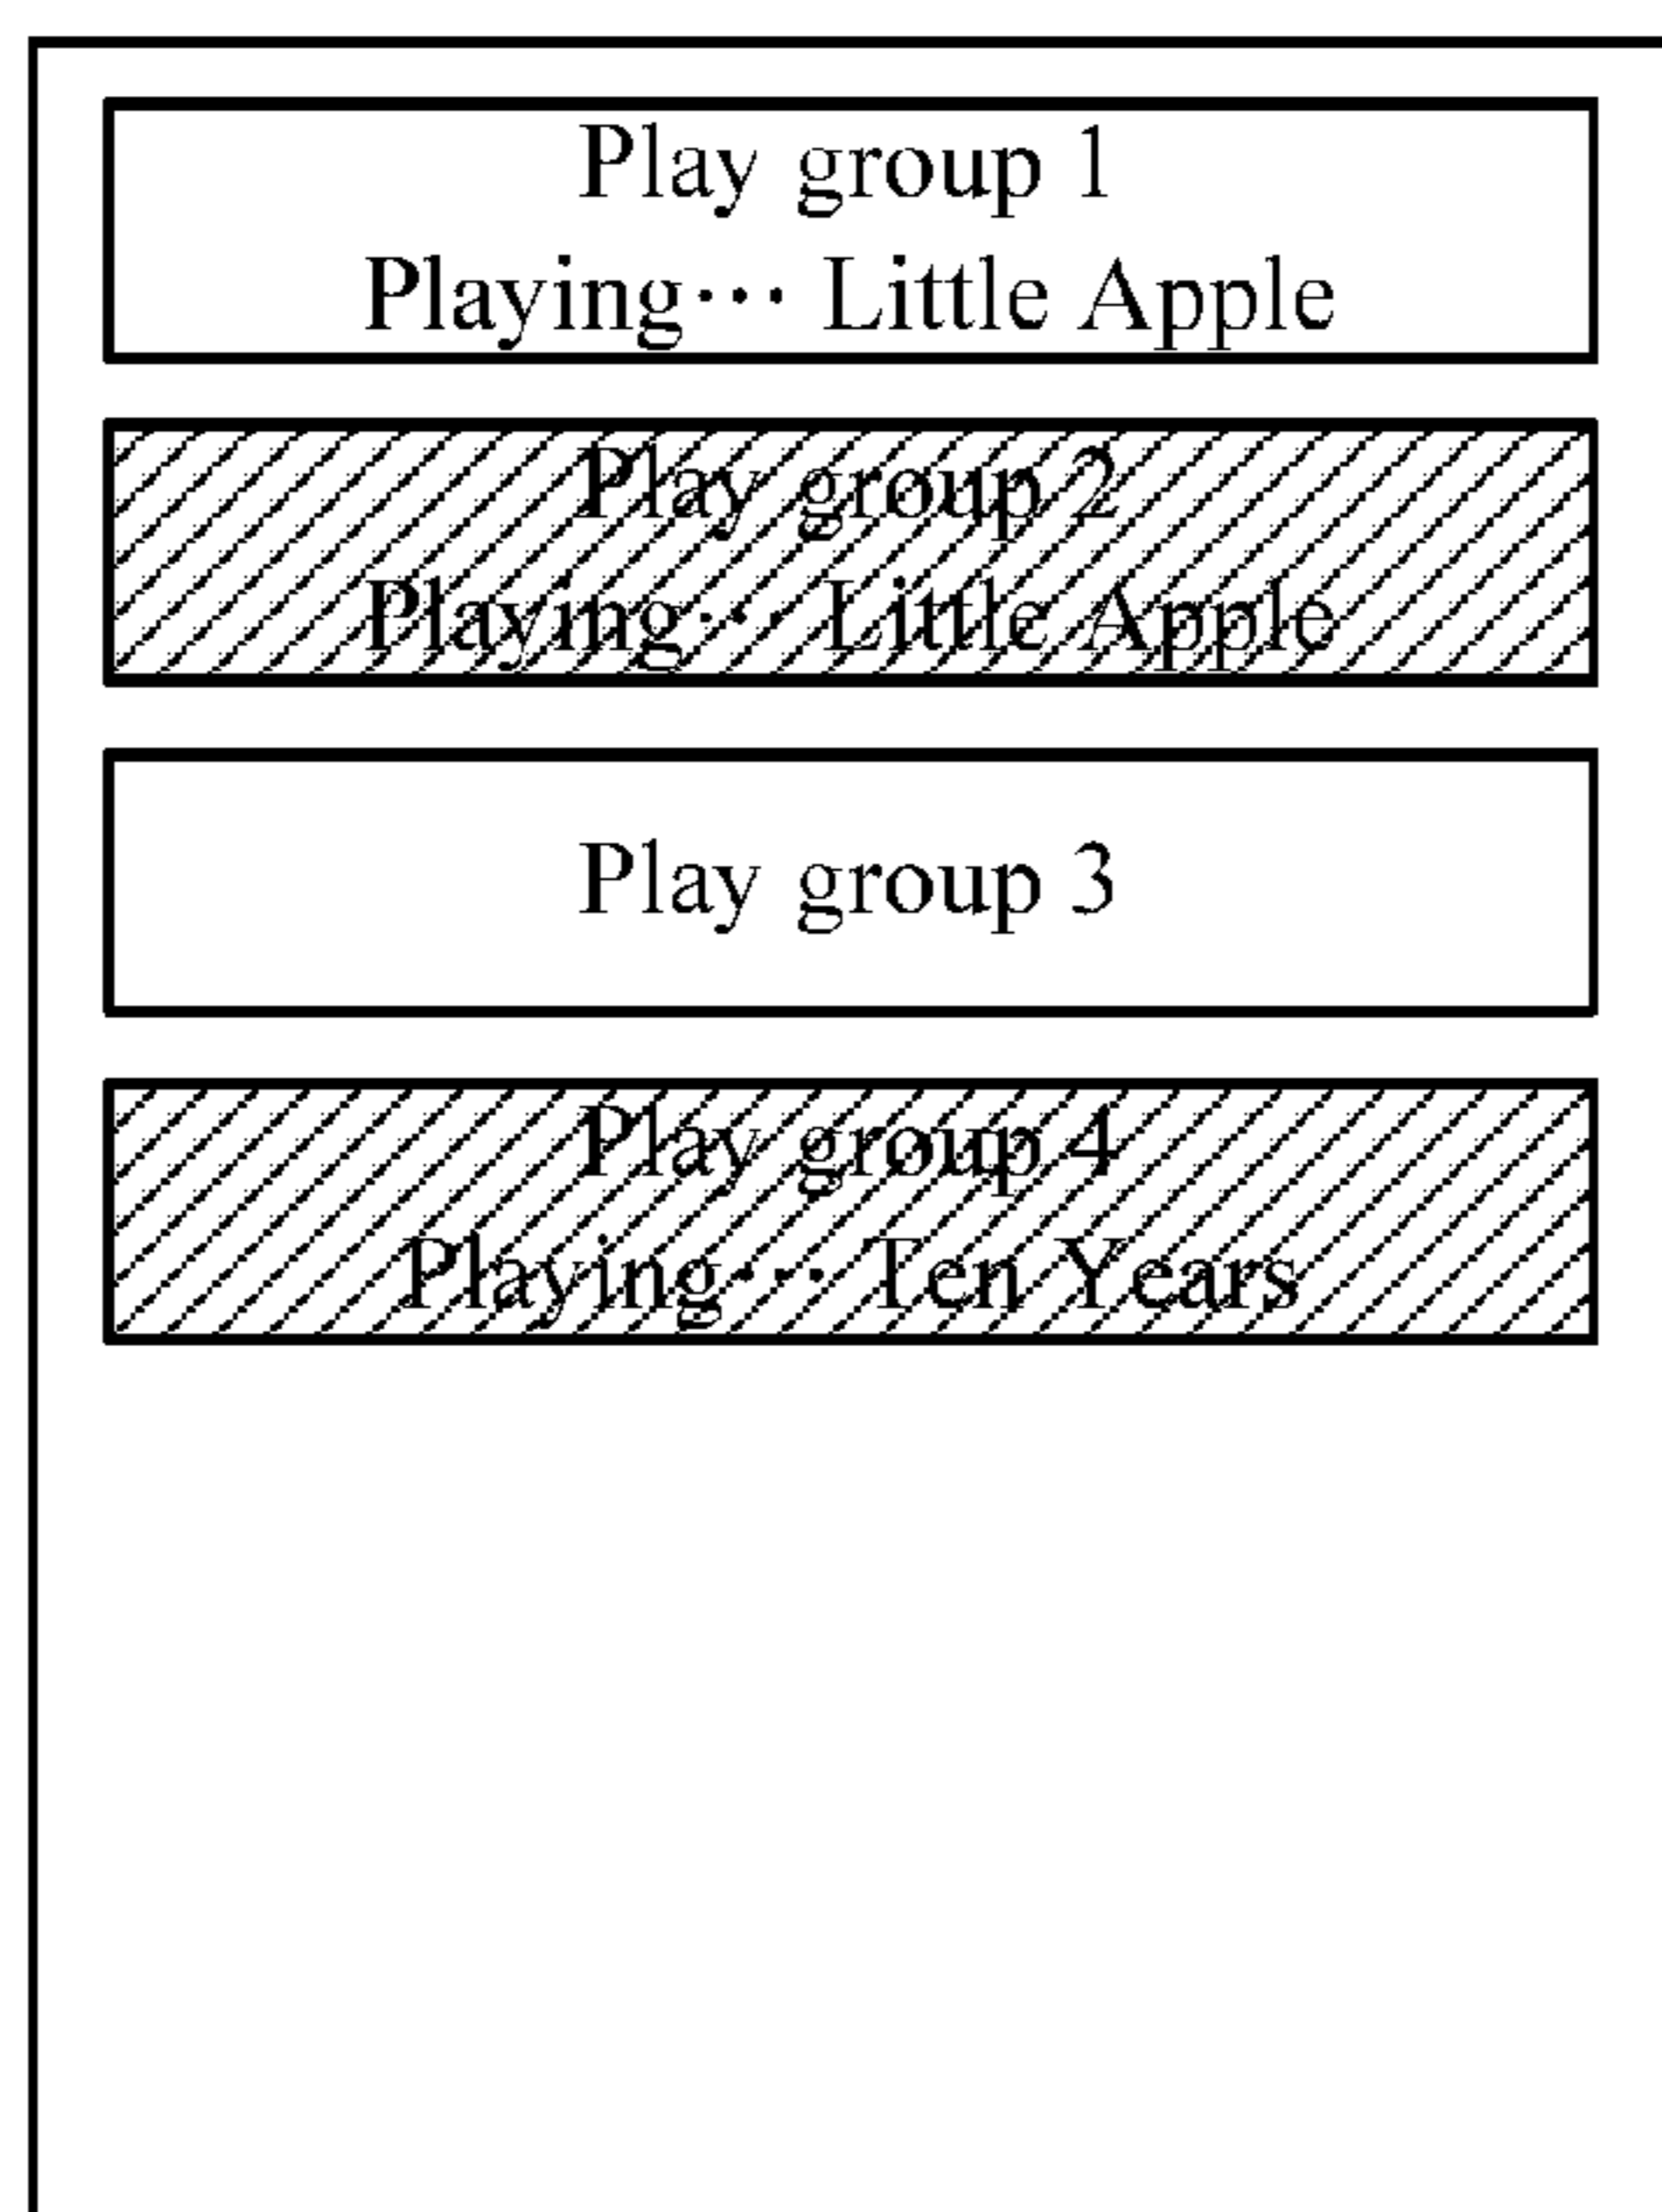 Play group 1
Playing··· Little Apple
Play group 2
Playing··· Little Apple
Play group 3
Play group 4
Playing··· Ten Years